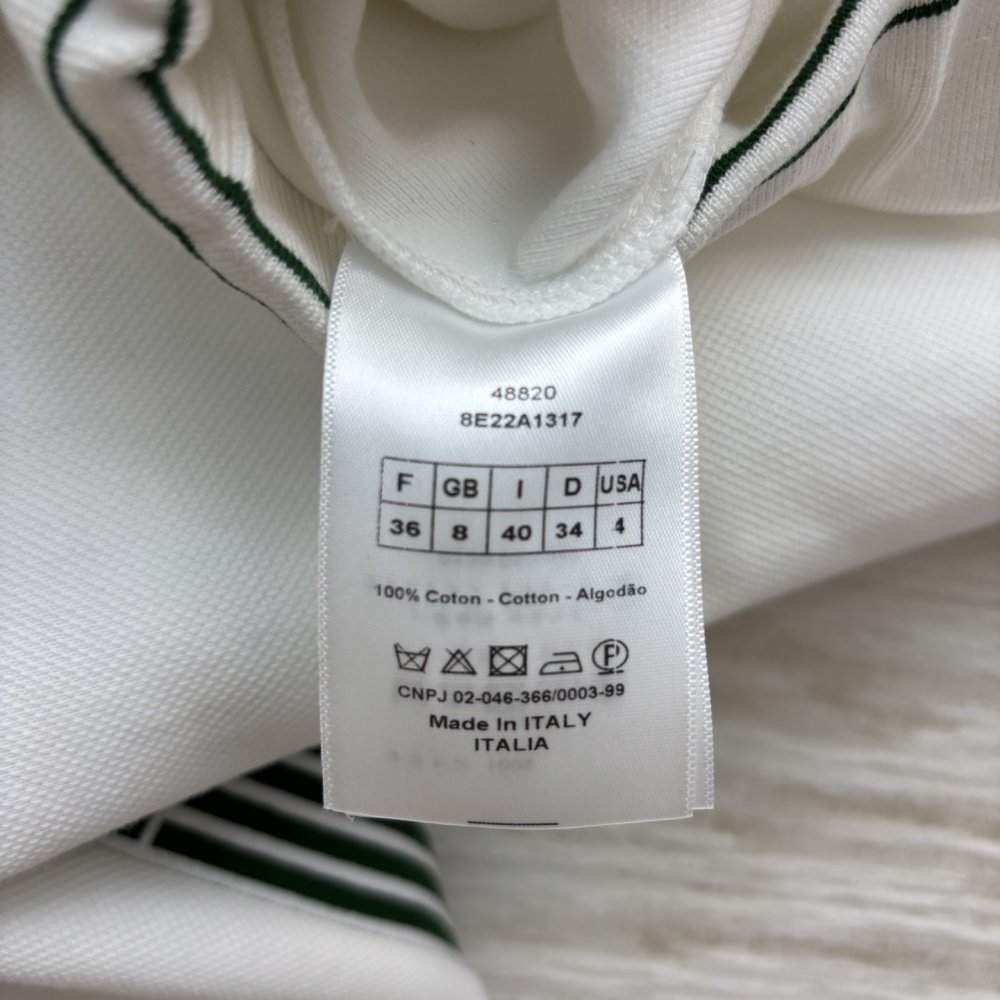 48820
8E22A1317
F GB I D USA
36 8 40 34 4
100% Coton - Cotton - Algodão
P
CNPJ 02-046-366/0003-99
Made In ITALY
ITALIA